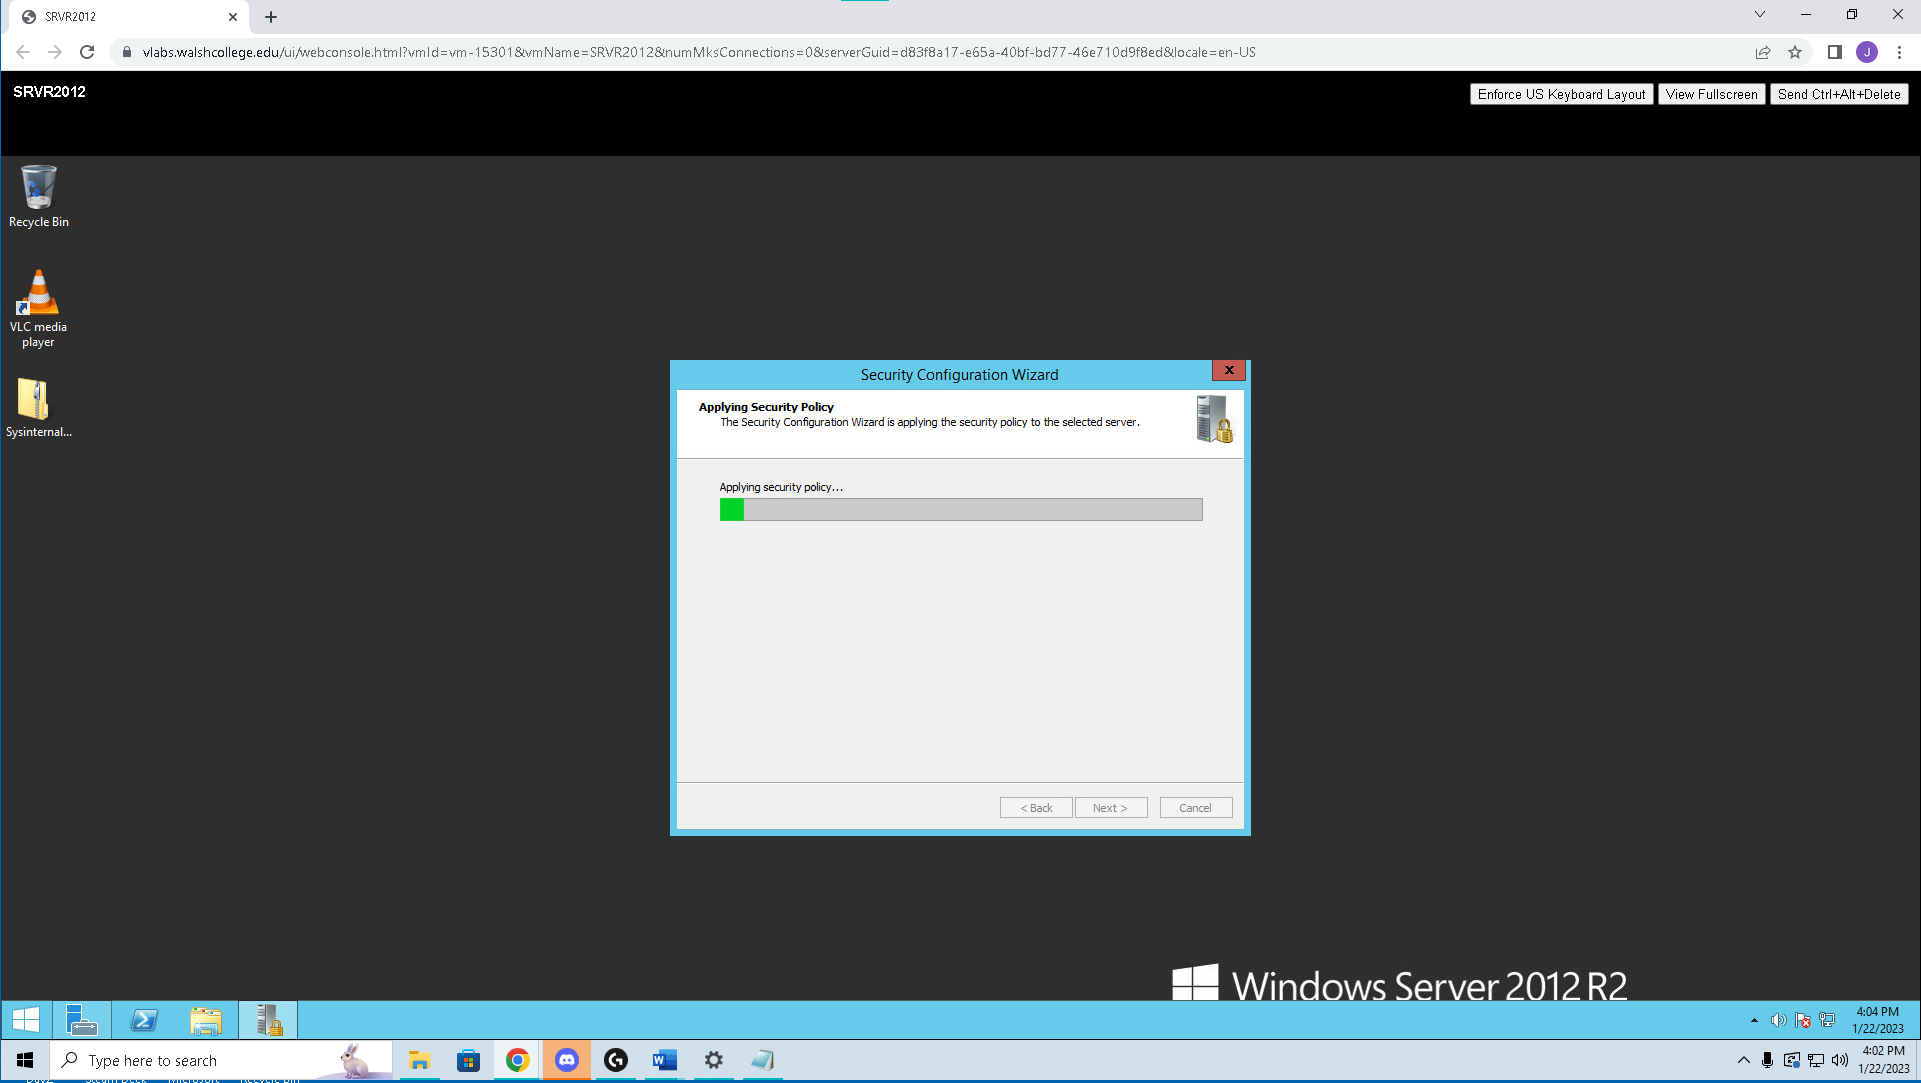 SRVR2012
vlabs.walshcollege.edu/ui/webconsole.html?vmId=vm-15301&vmName=SRVR2012&numMksConnections=0&serverGuid=d83f8a17-e65a-40bf-bd77-46e710d9f8ed&locale=en-US
J
SRVR2012
Enforce US Keyboard Layout
View Fullscreen
Send Ctrl+Alt+Delete
Recycle Bin
VLC media
player
Sysinternal...
Security Configuration Wizard
x
Applying Security Policy
The Security Configuration Wizard is applying the security policy to the selected server.
Applying security policy...
< Back
Next >
Cancel
Windows Server 2012 R2
4:04 PM
1/22/2023
Type here to search
4:02 PM
1/22/2023